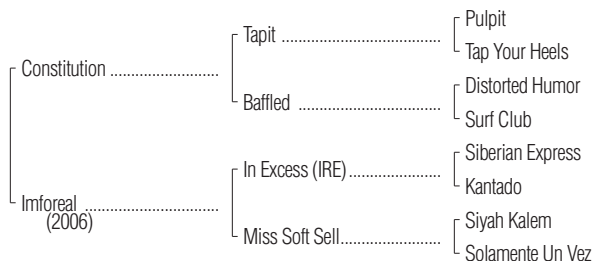 Pulpit
Tapit ........................................
Tap Your Heels
Constitution ...........................
Distorted Humor
Baffled ....................................
Surf Club
Siberian Express
In Excess (IRE).......................
Kantado
Imforeal .................................
(2006)
Siyah Kalem
Miss Soft Sell.........................
Solamente Un Vez